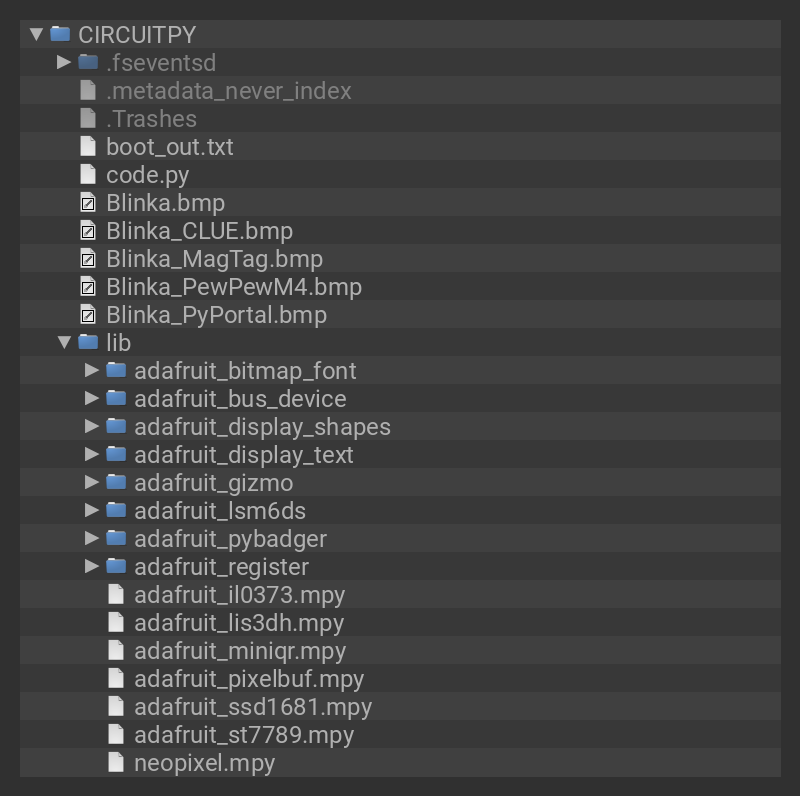 CIRCUITPY
.fseventsd
.metadata_never_index
.Trashes
boot_out.txt
code.py
Blinka.bmp
Blinka_CLUE.bmp
Blinka_MagTag.bmp
Blinka_PewPewM4.bmp
Blinka_PyPortal.bmp
lib
adafruit_bitmap_font
adafruit_bus_device
adafruit_display_shapes
adafruit_display_text
adafruit_gizmo
adafruit_lsm6ds
adafruit_pybadger
adafruit_register
adafruit_il0373.mpy
adafruit_lis3dh.mpy
adafruit_miniqr.mpy
adafruit_pixelbuf.mpy
adafruit_ssd1681.mpy
adafruit_st7789.mpy
neopixel.mpy